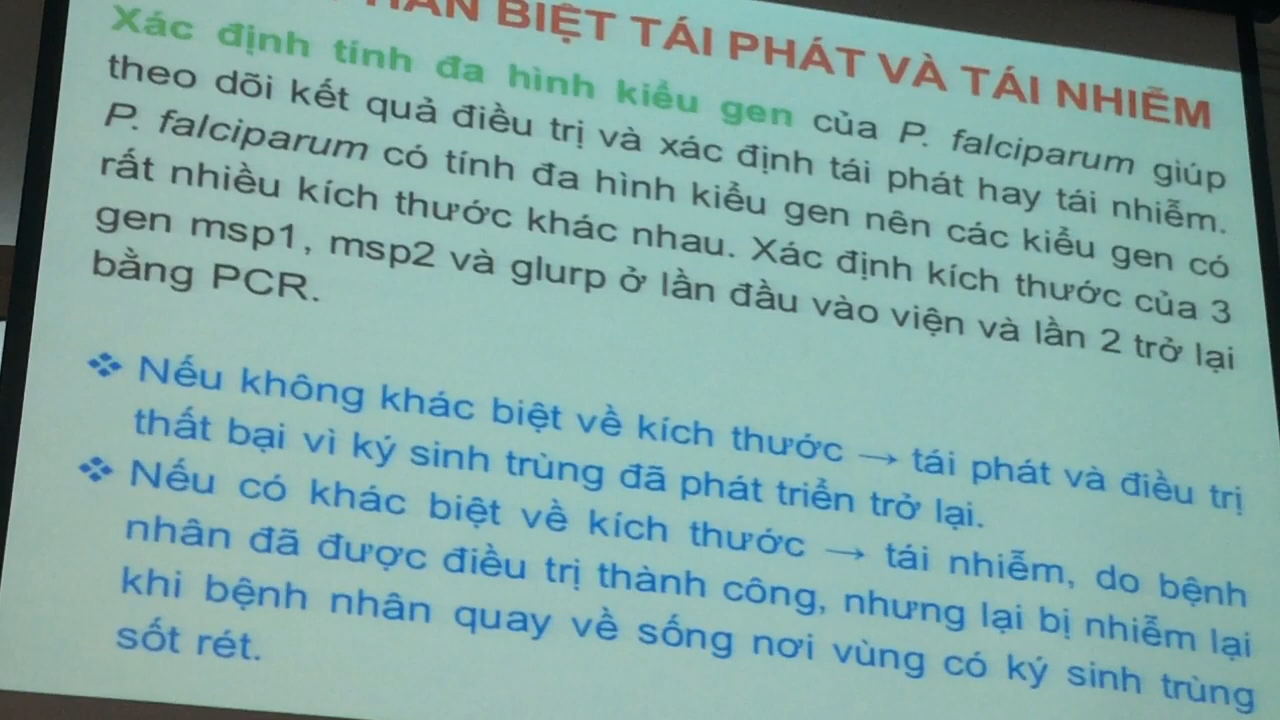 BIỆT TÁI PHÁT VÀ TÁI NHIỄM
Xác định tính đa hình kiểu gen của P. falciparum giúp
theo dõi kết quả điều trị và xác định tái phát hay tái nhiễm.
P. falciparum có tính đa hình kiểu gen nên các kiểu gen có
rất nhiều kích thước khác nhau. Xác định kích thước của 3
gen msp1, msp2 và glurp ở lần đầu vào viện và lần 2 trở lại
bằng PCR.
❖ Nếu không khác biệt về kích thước → tái phát và điều trị
thất bại vì ký sinh trùng đã phát triển trở lại.
❖ Nếu có khác biệt về kích thước → tái nhiễm, do bệnh
nhân đã được điều trị thành công, nhưng lại bị nhiễm lại
khi bệnh nhân quay về sống nơi vùng có ký sinh trùng
sốt rét.